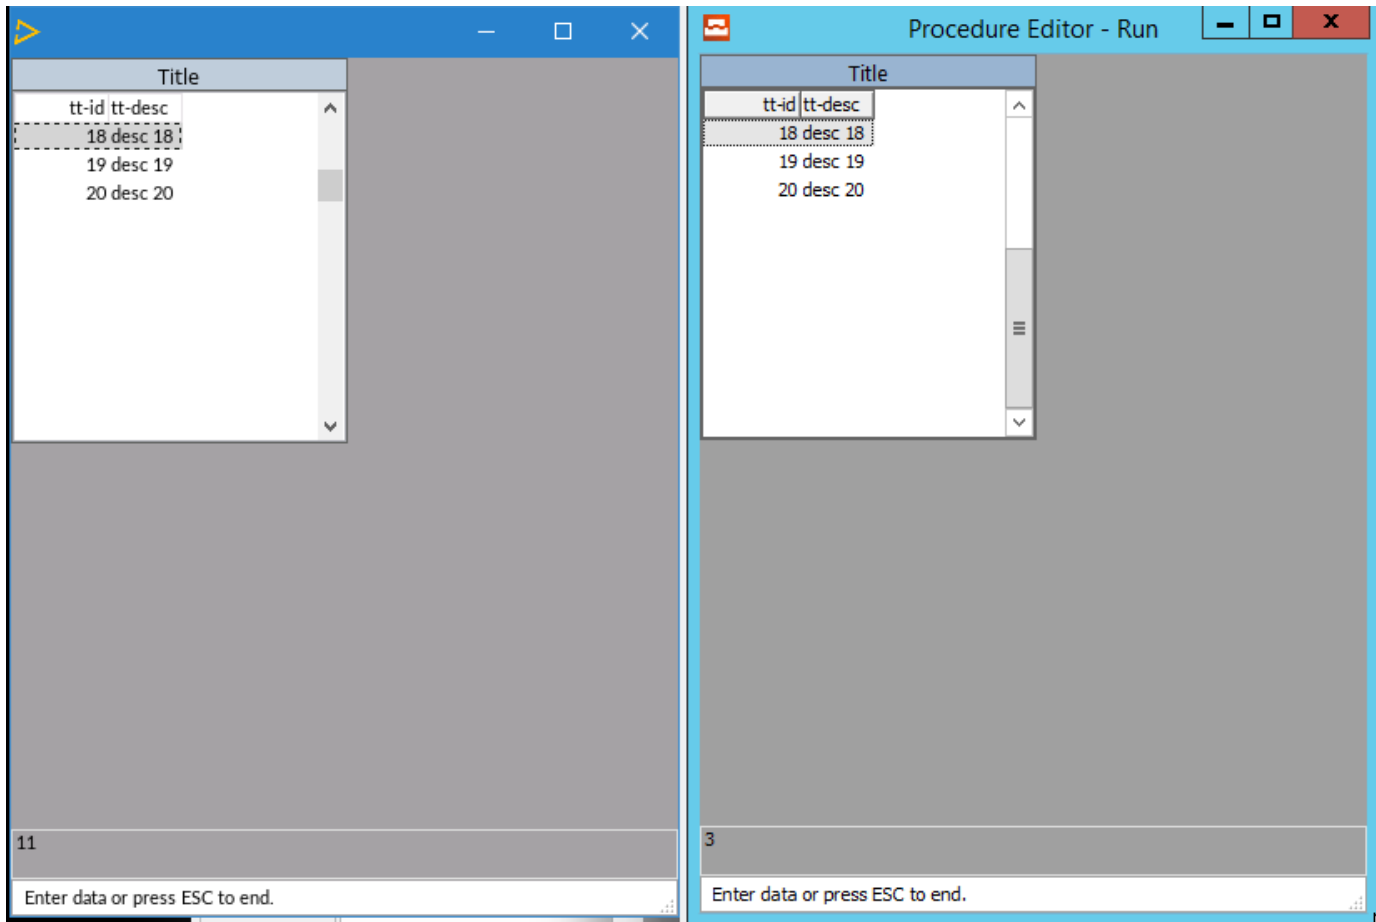 Title
tt-id tt-desc
18 desc 18
19 desc 19
20 desc 20
11
Enter data or press ESC to end.
Procedure Editor - Run
Title
tt-id tt-desc
18 desc 18
19 desc 19
20 desc 20
3
Enter data or press ESC to end.